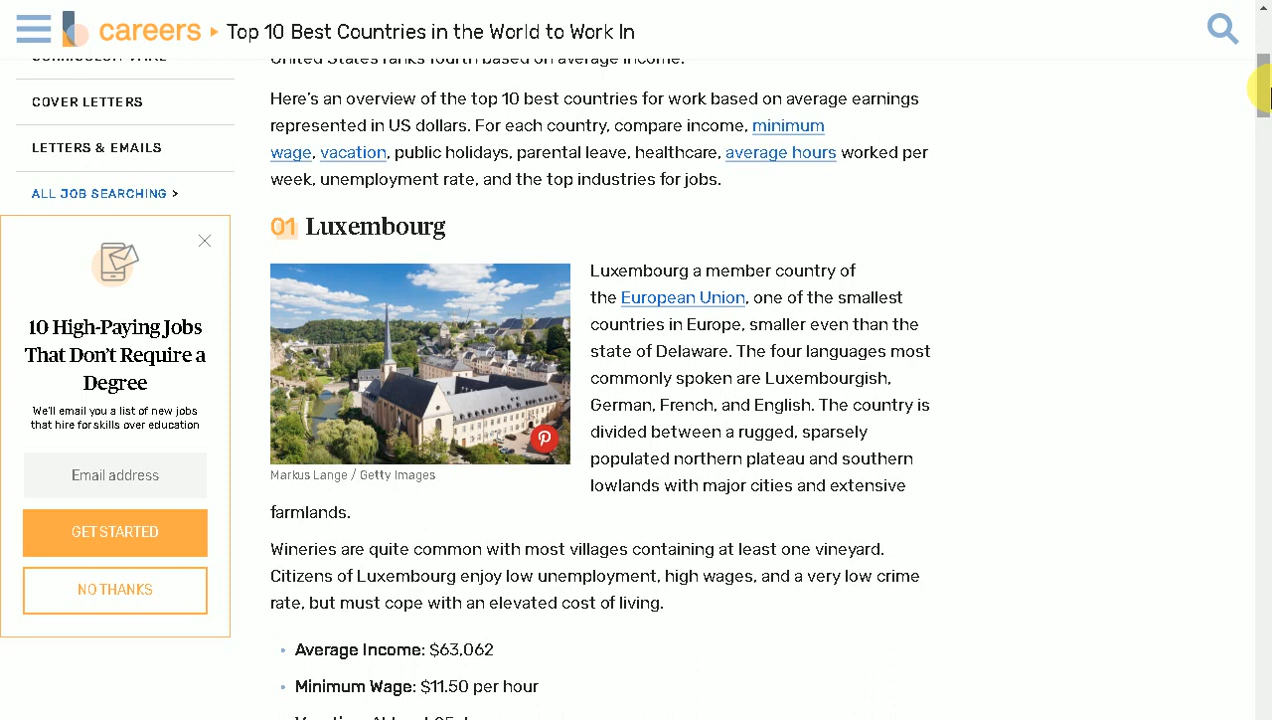 careers
Top 10 Best Countries in the World to Work In
CURRICULUM VITAE
COVER LETTERS
LETTERS & EMAILS
ALL JOB SEARCHING >
10 High-Paying Jobs
That Don't Require a
Degree
We'll email you a list of new jobs
that hire for skills over education
Email address
GET STARTED
NO THANKS
United States ranks fourth based on average income.
Here's an overview of the top 10 best countries for work based on average earnings
represented in US dollars. For each country, compare income, minimum
wage, vacation, public holidays, parental leave, healthcare, average hours worked per
week, unemployment rate, and the top industries for jobs.
01 Luxembourg
Markus Lange / Getty Images
Luxembourg a member country of
the European Union, one of the smallest
countries in Europe, smaller even than the
state of Delaware. The four languages most
commonly spoken are Luxembourgish,
German, French, and English. The country is
divided between a rugged, sparsely
populated northern plateau and southern
lowlands with major cities and extensive
farmlands.
Wineries are quite common with most villages containing at least one vineyard.
Citizens of Luxembourg enjoy low unemployment, high wages, and a very low crime
rate, but must cope with an elevated cost of living.
• Average Income: $63,062
• Minimum Wage: $11.50 per hour